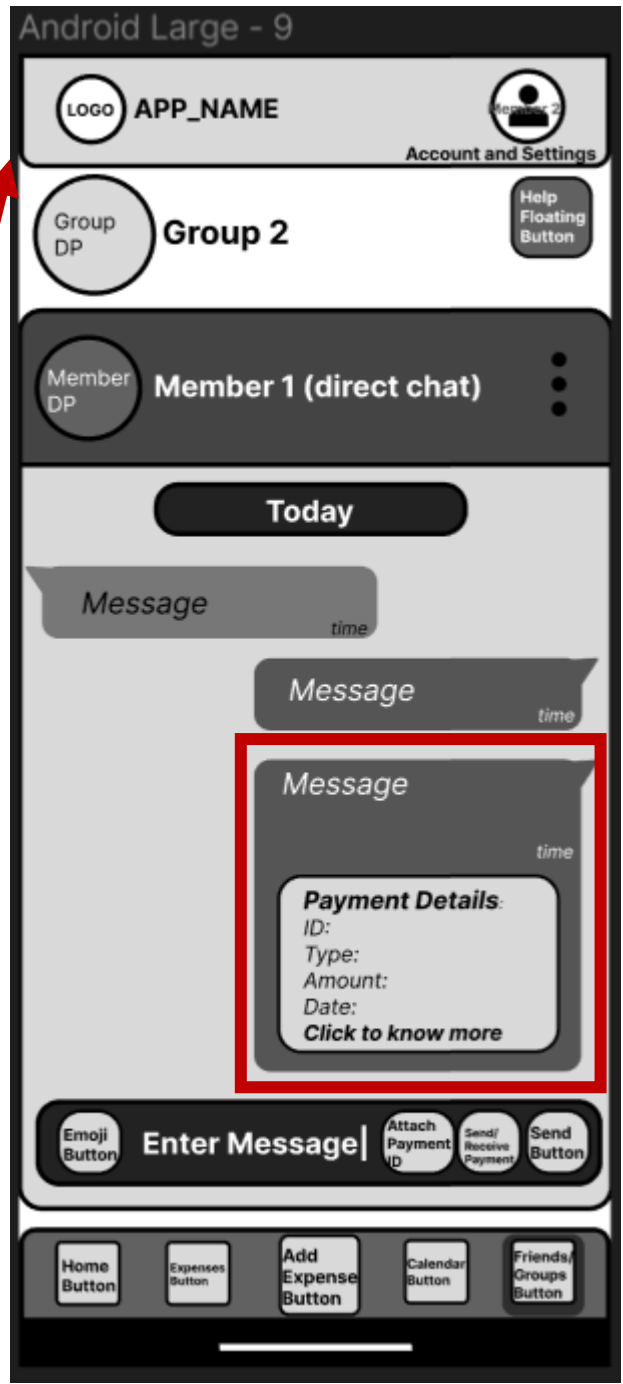 Android Large - 9
LOGO
APP_NAME
Member 2
Account and Settings
Group
DP
Group 2
Help
Floating
Button
Member
DP
Member 1 (direct chat)
Today
Message
time
Message
time
Message
time
Payment Details:
ID:
Type:
Amount:
Date:
Click to know more
Emoji
Button
Enter Message|
Attach
Payment
ID
Send/
Receive
Payment
Send
Button
Home
Button
Expenses
Button
Add
Expense
Button
Calendar
Button
Friends/
Groups
Button